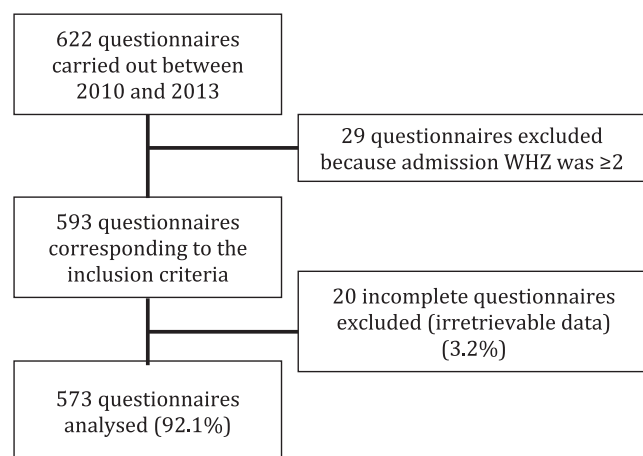 622 questionnaires
carried out between
2010 and 2013
29 questionnaires excluded
because admission WHZ was ≥2
593 questionnaires
corresponding to the
inclusion criteria
20 incomplete questionnaires
excluded (irretrievable data)
(3.2%)
573 questionnaires
analysed (92.1%)